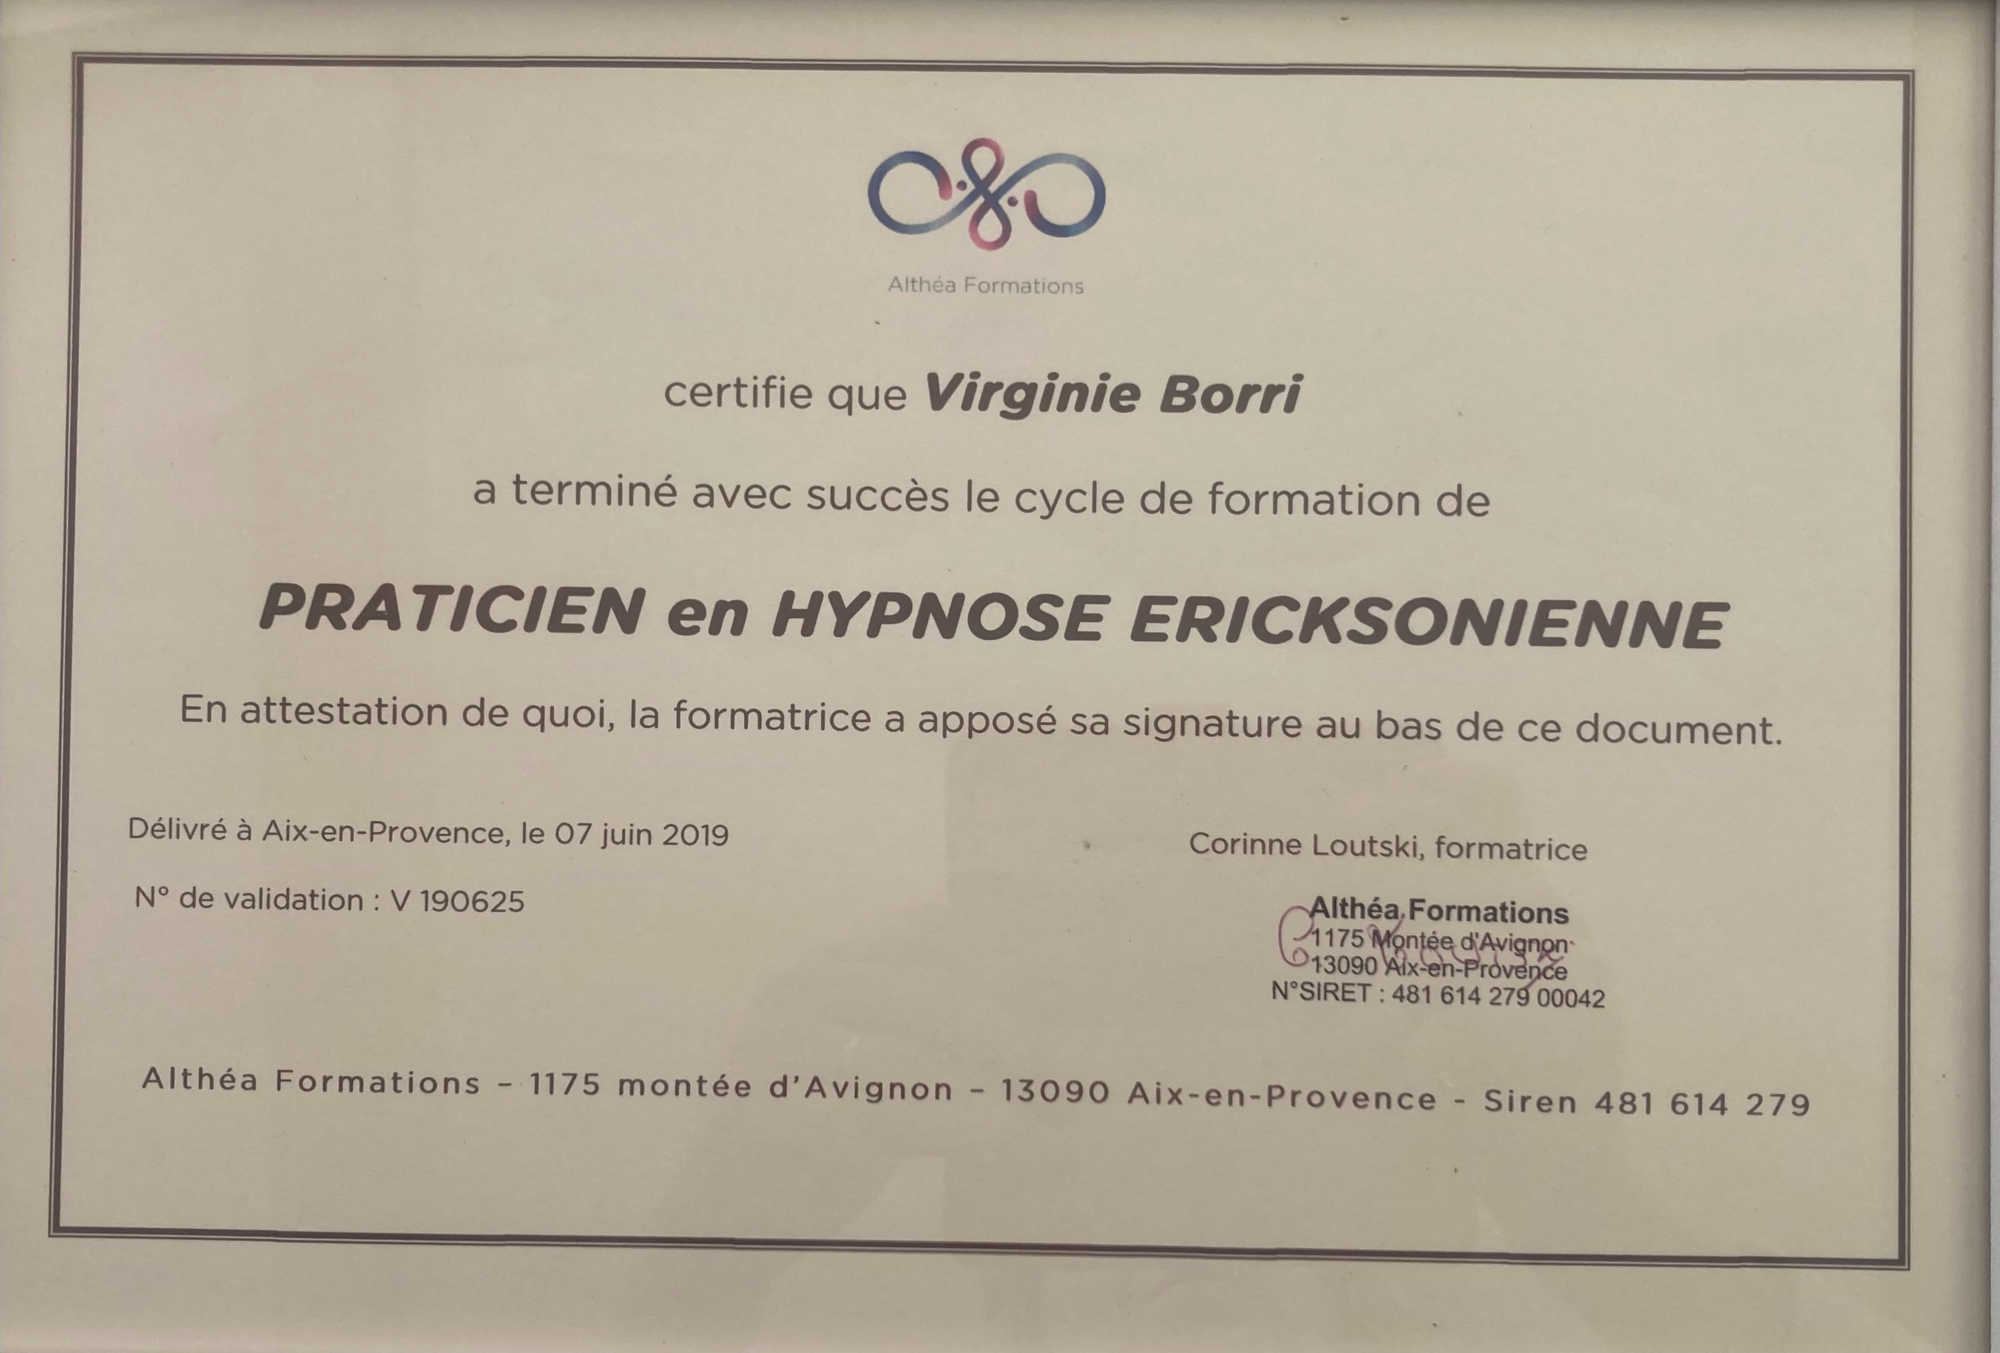 Althéa Formations
certifie que Virginie Borri
a terminé avec succès le cycle de formation de
PRATICIEN en HYPNOSE ERICKSONIENNE
En attestation de quoi, la formatrice a apposé sa signature au bas de ce document.
Délivré à Aix-en-Provence, le 07 juin 2019
N° de validation : V 190625
Corinne Loutski, formatrice
Althéa Formations
1175 Montée d'Avignon
13090 Aix-en-Provence
N°SIRET : 481 614 279 00042
Althéa Formations – 1175 montée d'Avignon – 13090 Aix-en-Provence - Siren 481 614 279